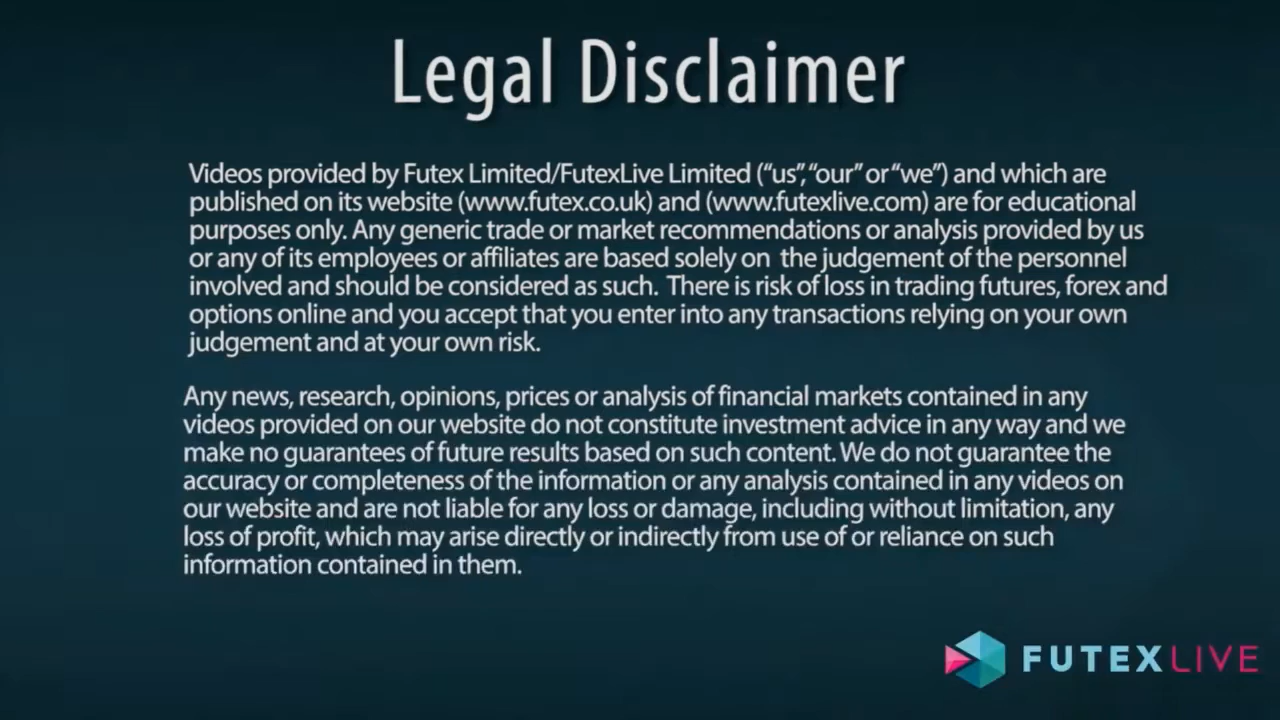 Legal Disclaimer
Videos provided by Futex Limited/FutexLive Limited (“us”, “our” or “we”) and which are
published on its website (www.futex.co.uk) and (www.futexlive.com) are for educational
purposes only. Any generic trade or market recommendations or analysis provided by us
or any of its employees or affiliates are based solely on  the judgement of the personnel
involved and should be considered as such.  There is risk of loss in trading futures, forex and
options online and you accept that you enter into any transactions relying on your own
judgement and at your own risk.
Any news, research, opinions, prices or analysis of financial markets contained in any
videos provided on our website do not constitute investment advice in any way and we
make no guarantees of future results based on such content. We do not guarantee the
accuracy or completeness of the information or any analysis contained in any videos on
our website and are not liable for any loss or damage, including without limitation, any
loss of profit, which may arise directly or indirectly from use of or reliance on such
information contained in them.
FUTEXLIVE